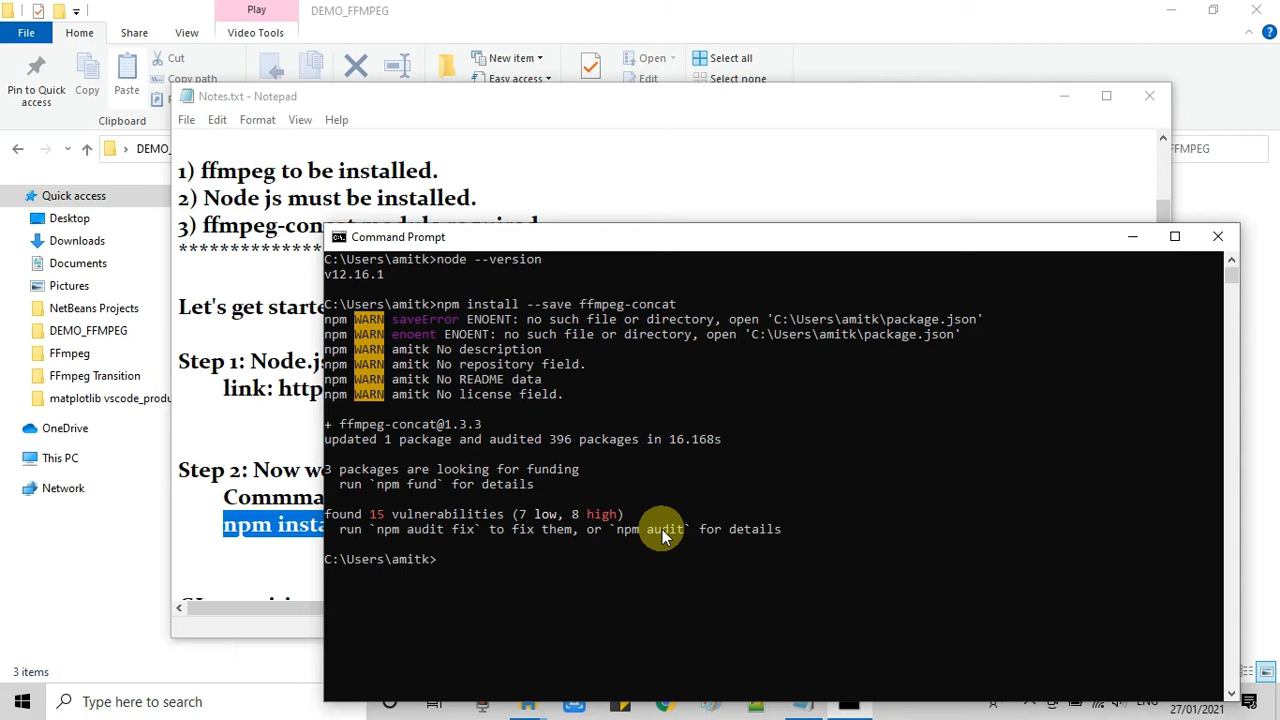 Play
DEMO_FFMPEG
File
Home
Share
View
Video Tools
Pin to Quick
access
Copy
Paste
Cut
Copy path
New item
Easy access
Open
Edit
Select all
Select none
Clipboard
DEMO_
FFMPEG
Notes.txt - Notepad
File Edit Format View Help
1) ffmpeg to be installed.
2) Node js must be installed.
3) ffmpeg-concat module required
Let's get starte
Step 1: Node.j
link: http
Step 2: Now w
Commma
npm insta
Quick access
Desktop
Downloads
Documents
Pictures
NetBeans Projects
DEMO_FFMPEG
FFmpeg
FFmpeg Transition
matplotlib vscode_produ
OneDrive
This PC
Network
3 items
Command Prompt
C:\Users\amitk>node --version
v12.16.1
C:\Users\amitk>npm install --save ffmpeg-concat
npm WARN saveError ENOENT: no such file or directory, open 'C:\Users\amitk\package.json'
npm WARN enoent ENOENT: no such file or directory, open 'C:\Users\amitk\package.json'
npm WARN amitk No description
npm WARN amitk No repository field.
npm WARN amitk No README data
npm WARN amitk No license field.
+ ffmpeg-concat@1.3.3
updated 1 package and audited 396 packages in 16.168s
3 packages are looking for funding
run `npm fund` for details
found 15 vulnerabilities (7 low, 8 high)
run `npm audit fix` to fix them, or `npm audit` for details
C:\Users\amitk>
Type here to search
27/01/2021